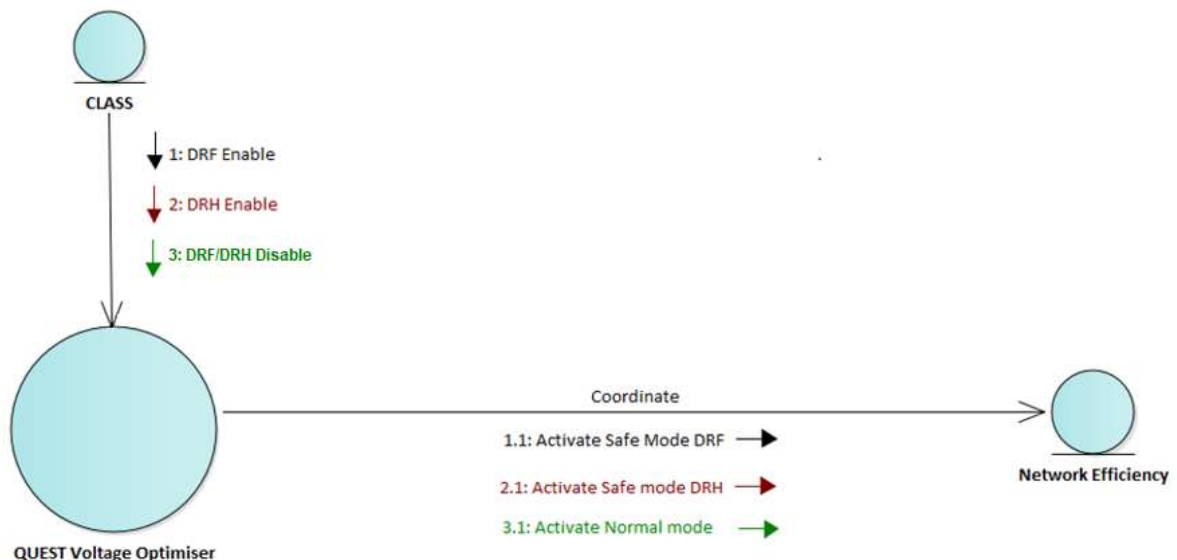 CLASS
1: DRF Enable
2: DRH Enable
3: DRF/DRH Disable
Coordinate
1.1: Activate Safe Mode DRF
2.1: Activate Safe mode DRH
3.1: Activate Normal mode
Network Efficiency
QUEST Voltage Optimiser